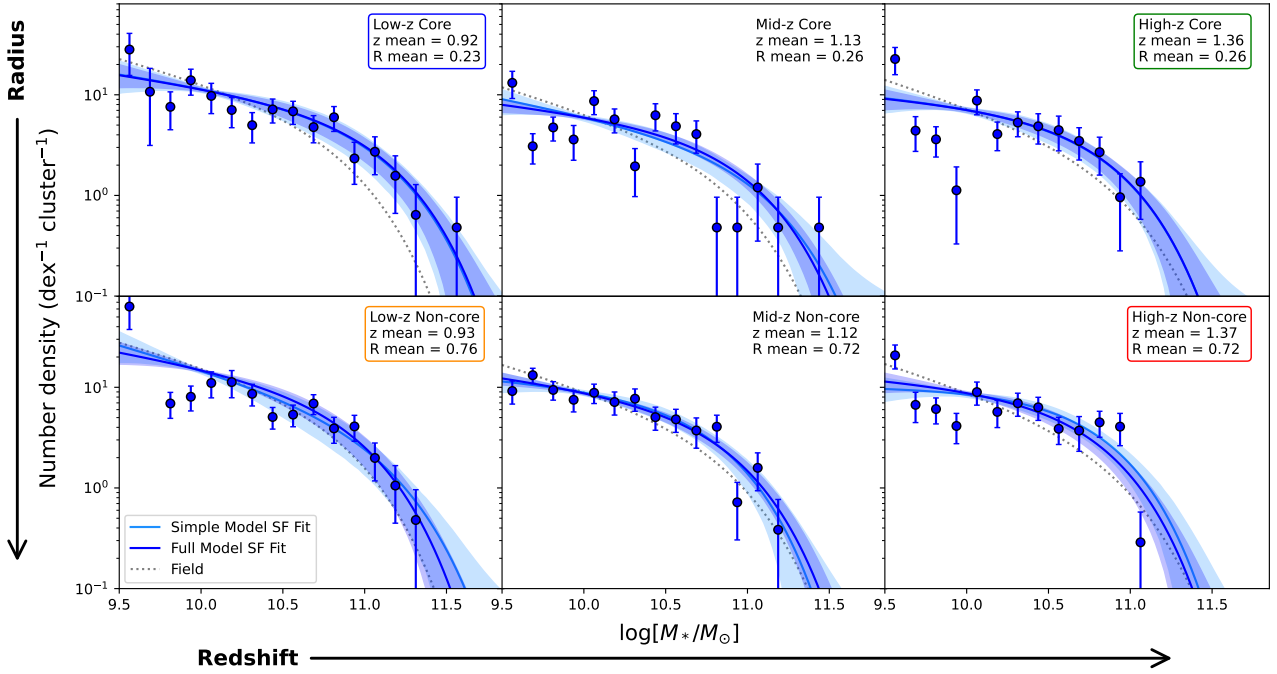 Radius
Number density (dex⁻¹ cluster⁻¹)
Low-z Core
z mean = 0.92
R mean = 0.23
Mid-z Core
z mean = 1.13
R mean = 0.26
High-z Core
z mean = 1.36
R mean = 0.26
10¹
10⁰
10⁻¹
Low-z Non-core
z mean = 0.93
R mean = 0.76
Mid-z Non-core
z mean = 1.12
R mean = 0.72
High-z Non-core
z mean = 1.37
R mean = 0.72
10¹
10⁰
10⁻¹
Simple Model SF Fit
Full Model SF Fit
Field
9.5 10.0 10.5 11.0 11.5 9.5 10.0 10.5 11.0 11.5 9.5 10.0 10.5 11.0 11.5
log[M*/M⊙]
Redshift